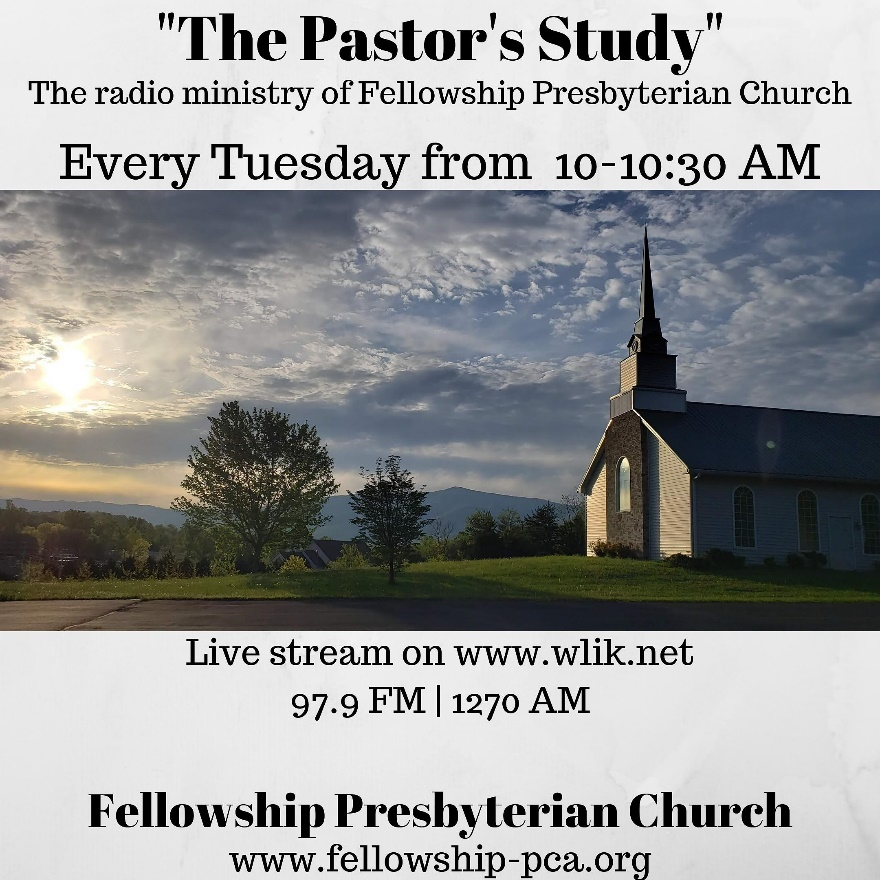 "The Pastor's Study"
The radio ministry of Fellowship Presbyterian Church
Every Tuesday from 10-10:30 AM
Live stream on www.wlik.net
97.9 FM | 1270 AM
Fellowship Presbyterian Church
www.fellowship-pca.org